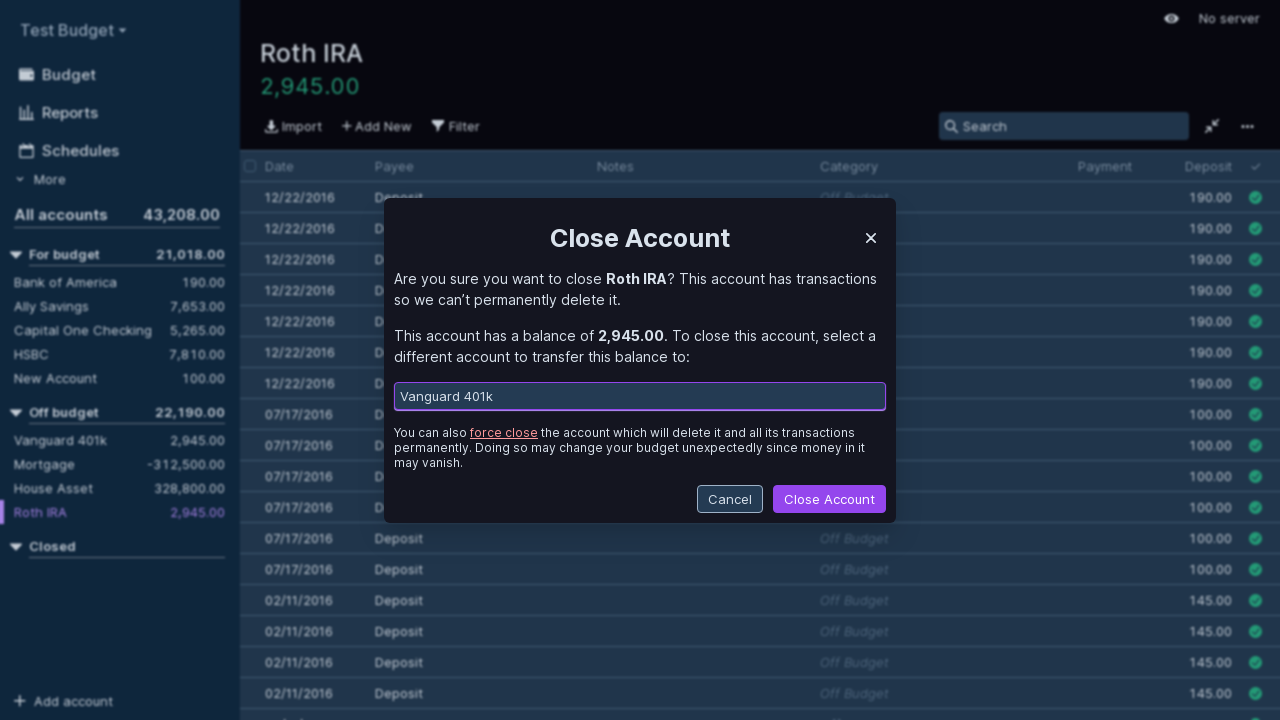 Test Budget
Budget
Reports
Schedules
More
All accounts 43,208.00
For budget 21,018.00
Bank of America 190.00
Ally Savings 7,653.00
Capital One Checking 5,265.00
HSBC 7,810.00
New Account 100.00
Off budget 22,190.00
Vanguard 401k 2,945.00
Mortgage -312,500.00
House Asset 328,800.00
Roth IRA 2,945.00
Closed
Add account
No server
Roth IRA
2,945.00
Import Add New Filter Search
Date Payee Notes Category Payment Deposit
12/22/2016 Deposit Off Budget 190.00
12/22/2016 190.00
12/22/2016 190.00
12/22/2016 190.00
12/22/2016 190.00
12/22/2016 190.00
12/22/2016 190.00
07/17/2016 100.00
07/17/2016 100.00
07/17/2016 100.00
07/17/2016 100.00
07/17/2016 Deposit Off Budget 100.00
07/17/2016 Deposit Off Budget 100.00
02/11/2016 Deposit Off Budget 145.00
02/11/2016 Deposit Off Budget 145.00
02/11/2016 Deposit Off Budget 145.00
02/11/2016 Deposit Off Budget 145.00
Close Account
Are you sure you want to close Roth IRA? This account has transactions
so we can’t permanently delete it.
This account has a balance of 2,945.00. To close this account, select a
different account to transfer this balance to:
Vanguard 401k
You can also force close the account which will delete it and all its transactions
permanently. Doing so may change your budget unexpectedly since money in it
may vanish.
Cancel Close Account